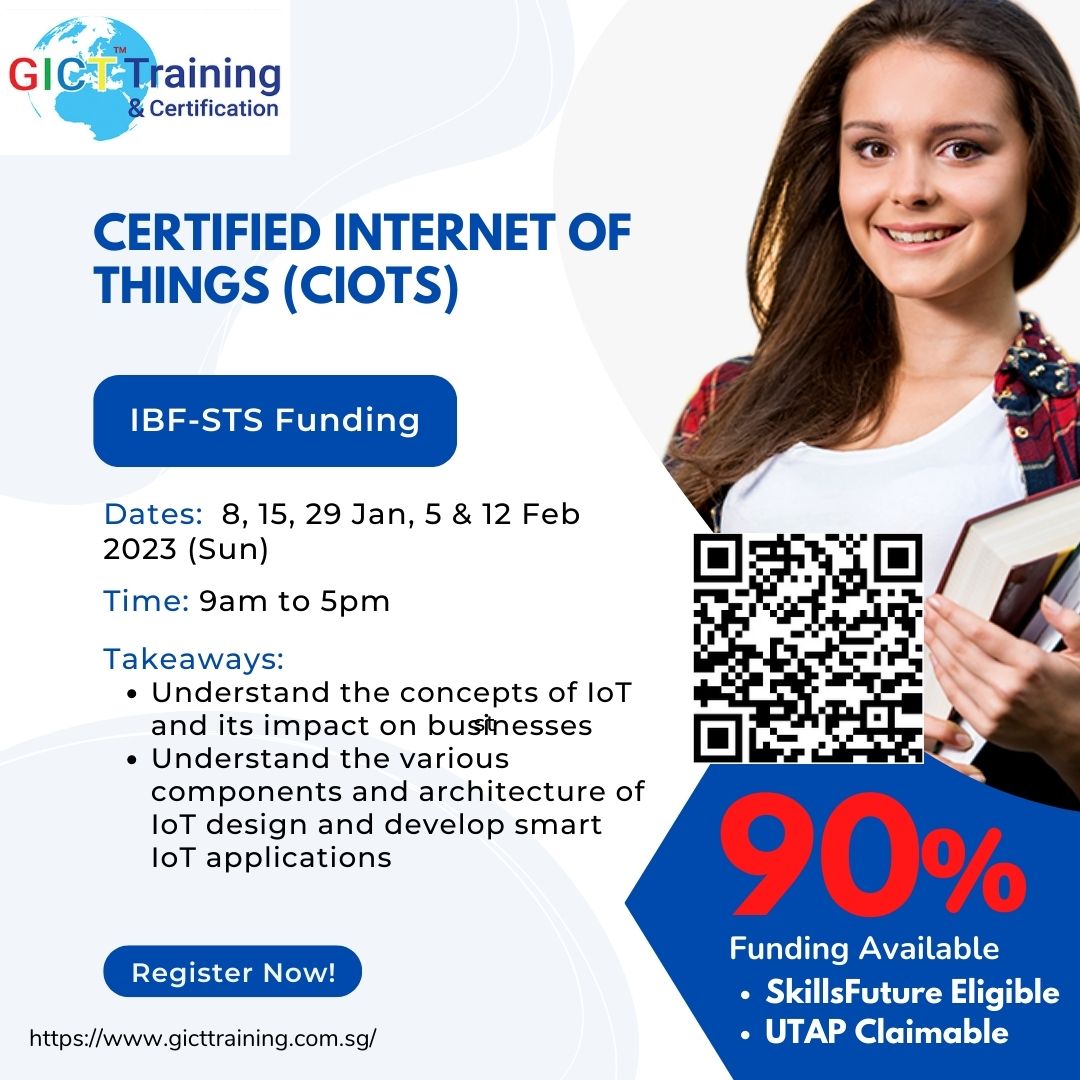 GICT Training
TM
& Certification
CERTIFIED INTERNET OF
THINGS (CIOTS)
IBF-STS Funding
Dates: 8, 15, 29 Jan, 5 & 12 Feb
2023 (Sun)
Time: 9am to 5pm
Takeaways:
• Understand the concepts of IoT
and its impact on businesses
st
• Understand the various
components and architecture of
IoT design and develop smart
IoT applications
Register Now!
https://www.gicttraining.com.sg/
90%
Funding Available
• SkillsFuture Eligible
• UTAP Claimable